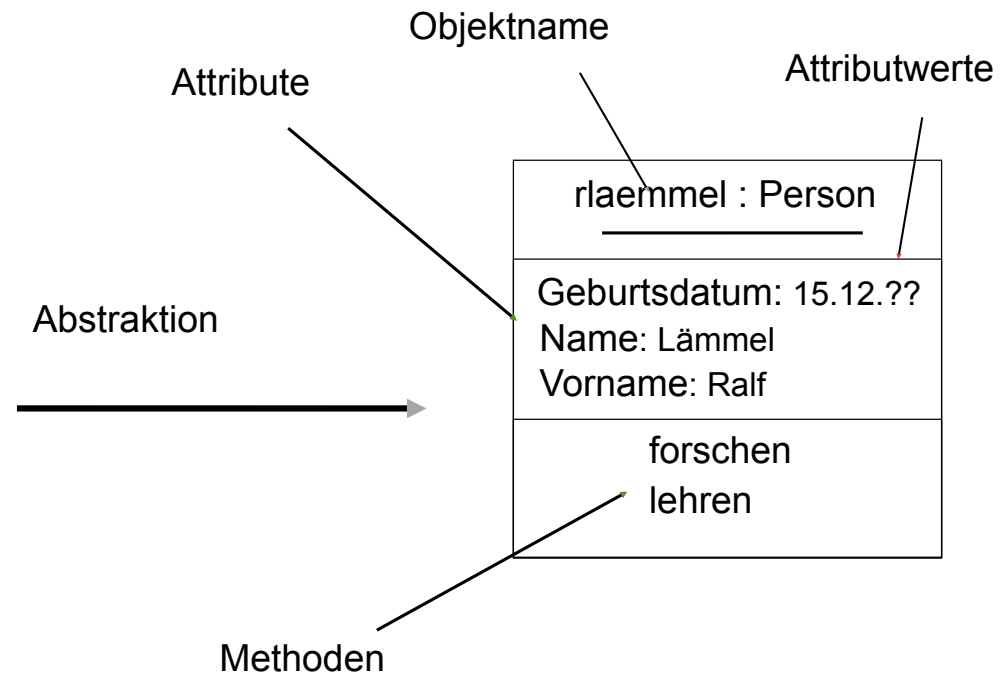 Objektname
Attributwerte
Attribute
rlaemmel : Person
Geburtsdatum: 15.12.??
Name: Lämmel
Vorname: Ralf
Abstraktion
forschen
lehren
Methoden